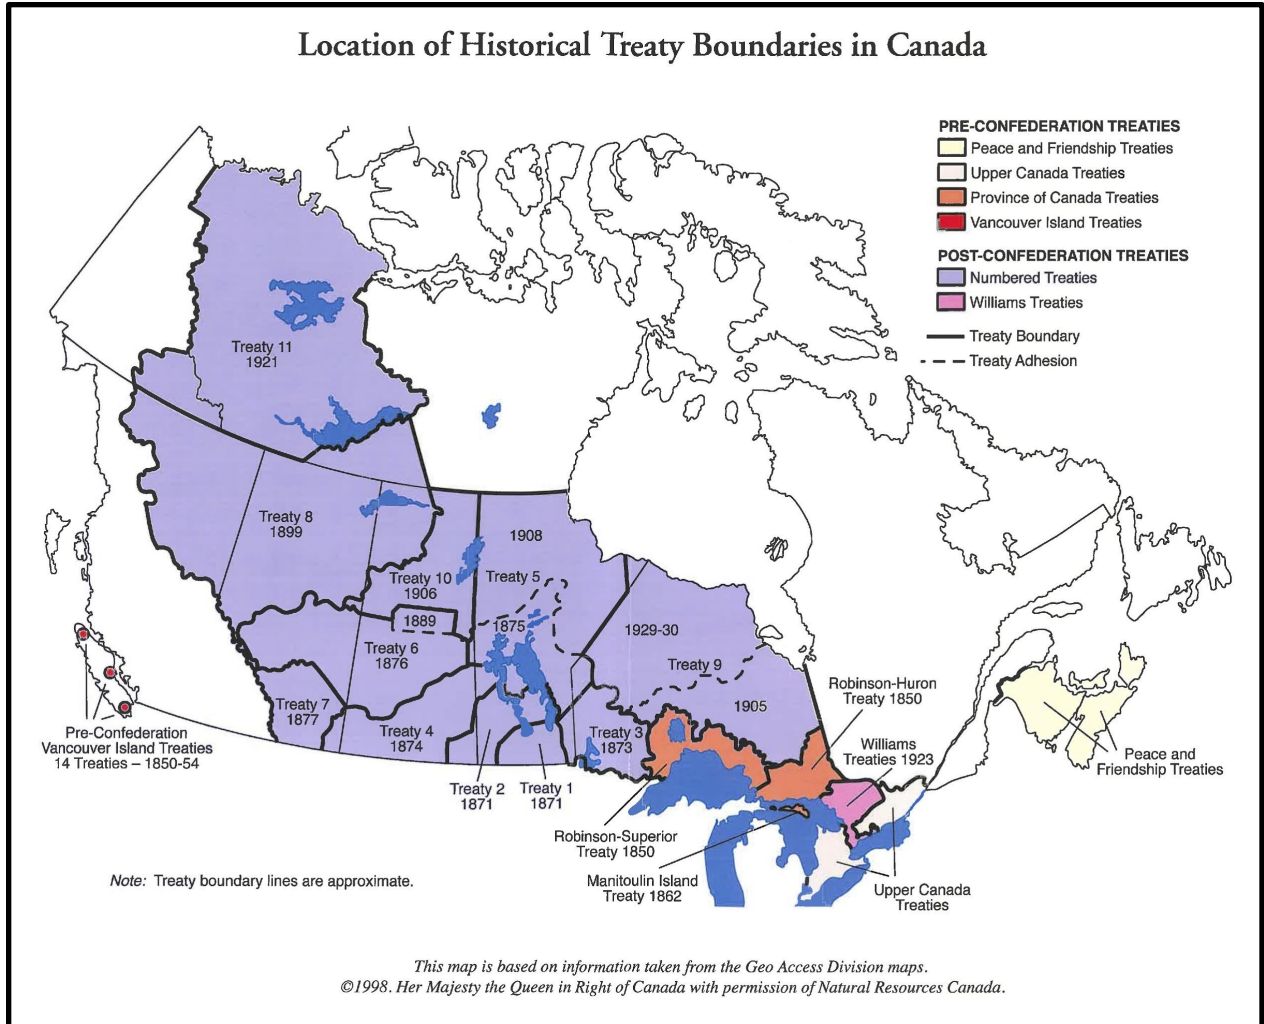 Location of Historical Treaty Boundaries in Canada
PRE-CONFEDERATION TREATIES
Peace and Friendship Treaties
Upper Canada Treaties
Province of Canada Treaties
Vancouver Island Treaties
POST-CONFEDERATION TREATIES
Numbered Treaties
Williams Treaties
Treaty Boundary
Treaty Adhesion
Treaty 11
1921
Treaty 8
1899
1908
Treaty 10
1906
Treaty 5
1889
1875
Treaty 6
1876
1929-30
Treaty 9
1905
Treaty 7
1877
Treaty 4
1874
Treaty 3
1873
Treaty 2
1871
Treaty 1
1871
Robinson-Huron
Treaty 1850
Williams
Treaties 1923
Peace and
Friendship Treaties
Pre-Confederation
Vancouver Island Treaties
14 Treaties – 1850-54
Robinson-Superior
Treaty 1850
Manitoulin Island
Treaty 1862
Upper Canada
Treaties
Note: Treaty boundary lines are approximate.
This map is based on information taken from the Geo Access Division maps.
©1998. Her Majesty the Queen in Right of Canada with permission of Natural Resources Canada.